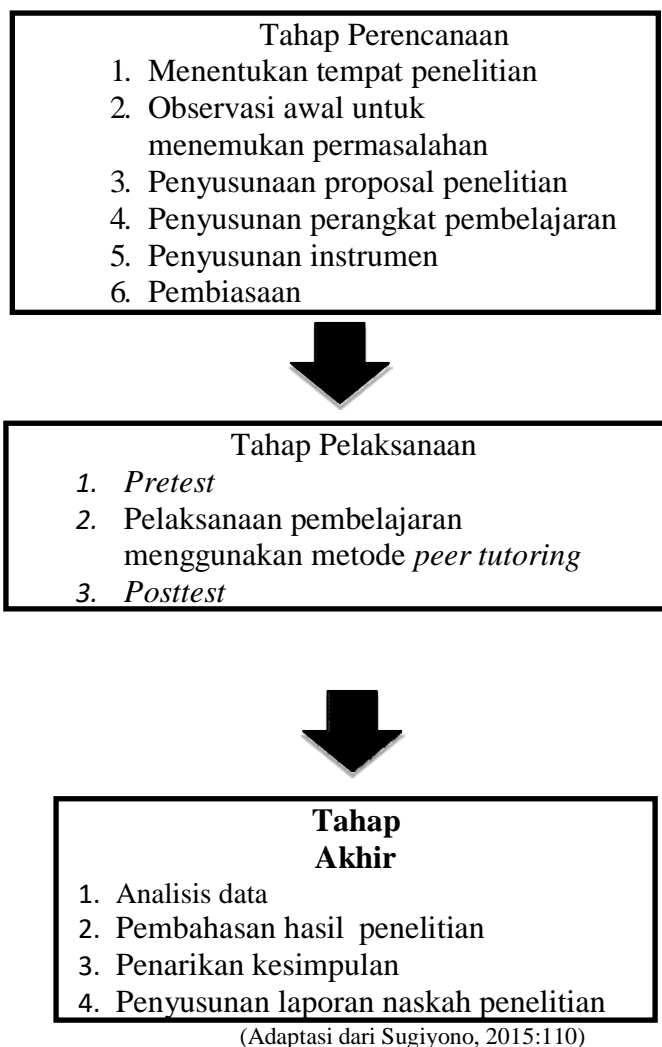 Tahap Perencanaan
1. Menentukan tempat penelitian
2. Observasi awal untuk
menemukan permasalahan
3. Penyusunaan proposal penelitian
4. Penyusunan perangkat pembelajaran
5. Penyusunan instrumen
6. Pembiasaan
Tahap Pelaksanaan
1. Pretest
2. Pelaksanaan pembelajaran
menggunakan metode peer tutoring
3. Posttest
Tahap
Akhir
1. Analisis data
2. Pembahasan hasil penelitian
3. Penarikan kesimpulan
4. Penyusunan laporan naskah penelitian
(Adaptasi dari Sugiyono, 2015:110)